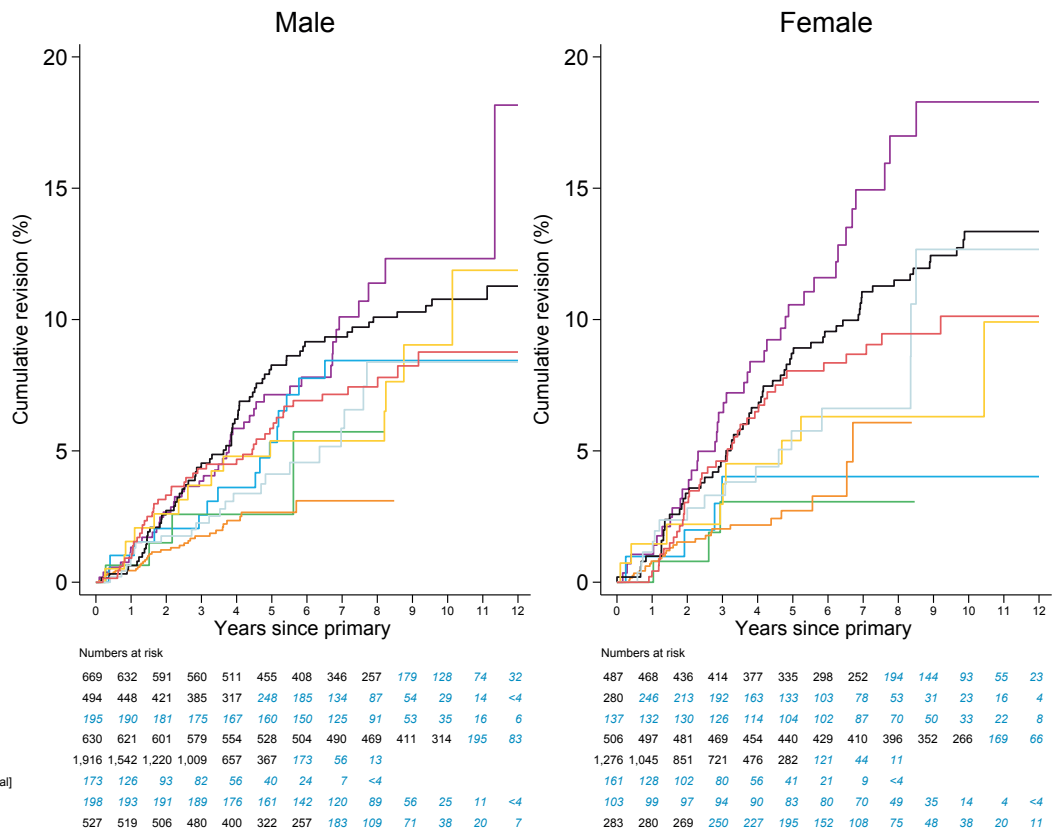 Male Female
Cumulative revision (%) Cumulative revision (%)
20 20
15 15
10 10
5 5
0 0
0 1 2 3 4 5 6 7 8 9 10 11 12 0 1 2 3 4 5 6 7 8 9 10 11 12
Years since primary Years since primary
Numbers at risk Numbers at risk
669 632 591 560 511 455 408 346 257 179 128 74 32 487 468 436 414 377 335 298 252 194 144 93 55 23
494 448 421 385 317 248 185 134 87 54 29 14 <4 280 246 213 192 163 133 103 78 53 31 23 16 4
195 190 181 175 167 160 150 125 91 53 35 16 6 137 132 130 126 114 104 102 87 70 50 33 22 8
630 621 601 579 554 528 504 490 469 411 314 195 83 506 497 481 469 454 440 429 410 396 352 266 169 66
1,916 1,542 1,220 1,009 657 367 173 56 13 1,276 1,045 851 721 476 282 121 44 11
al] 173 126 93 82 56 40 24 7 <4 161 128 102 80 56 41 21 9 <4
198 193 191 189 176 161 142 120 89 56 25 11 <4 103 99 97 94 90 83 80 70 49 35 14 4 <4
527 519 506 480 400 322 257 183 109 71 38 20 7 283 280 269 250 227 195 152 108 75 48 38 20 11